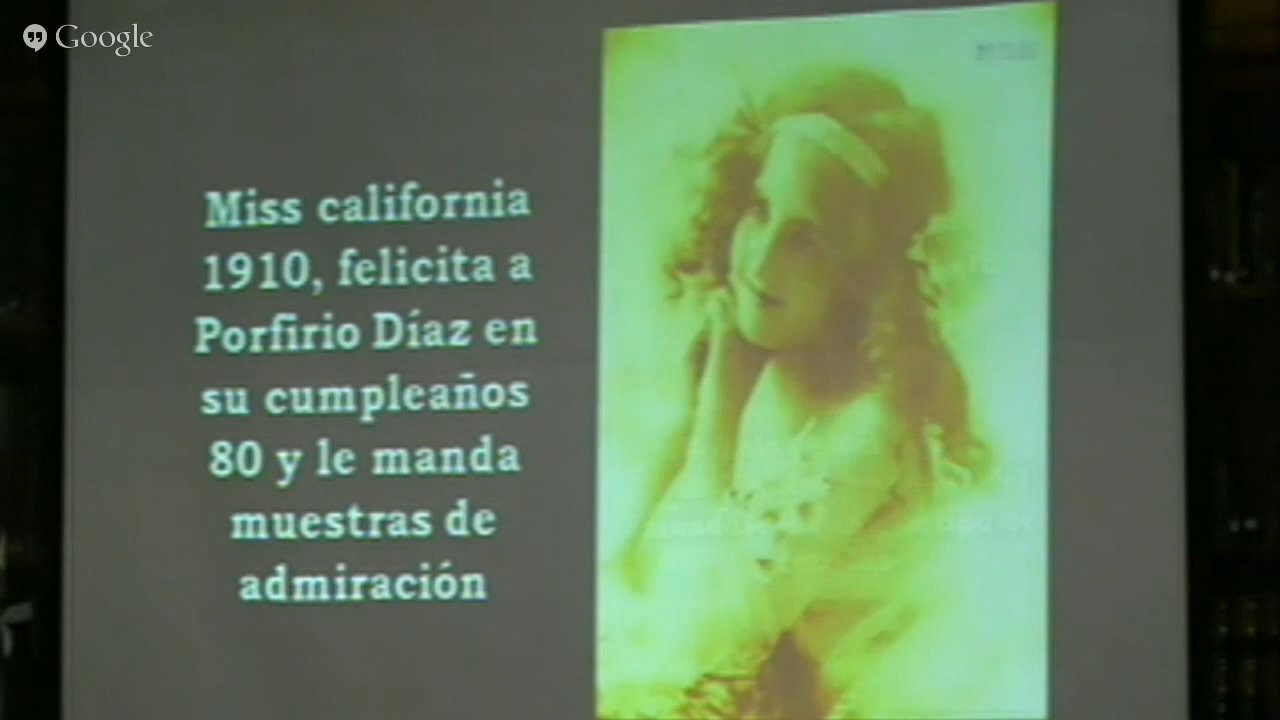 Google
Miss california
1910, felicita a
Porfirio Díaz en
su cumpleaños
80 y le manda
muestras de
admiración